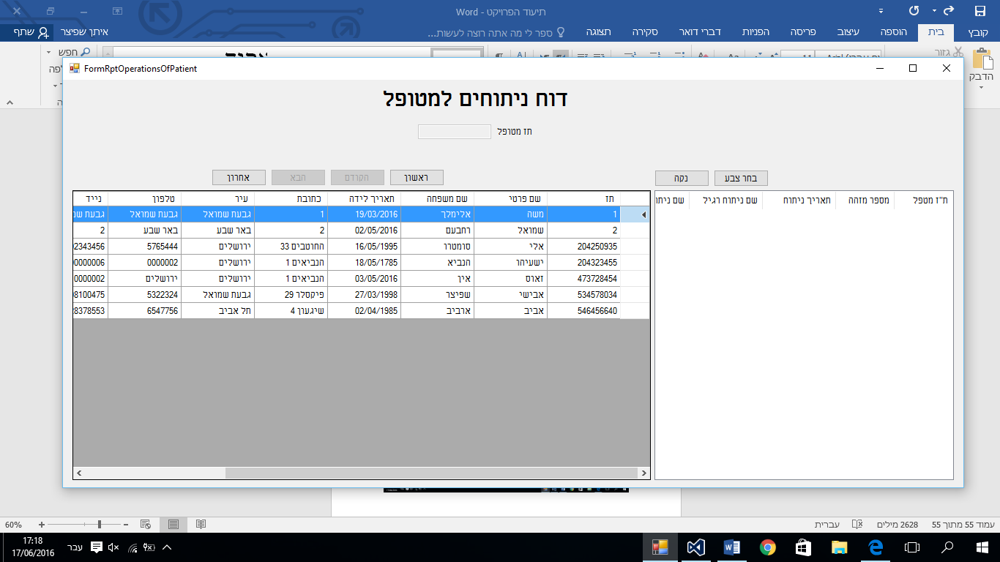 תיעוד הפרויקט - Word
קובץ בית הוספה עיצוב פריסה הפניות דברי דואר סקירה תצוגה ספר לי מה אתה רוצה לעשות... איתן שפיצר שתף
גזור
חפש
הדבק
FormRptOperationsOfPatient
דוח ניתוחים למטופל
תז מטופל
בחר צבע נקה
ראשון הקודם הבא אחרון
ת"ז מטפל מספר מזהה תאריך ניתוח שם ניתוח רגיל שם ניתו
תז שם פרטי שם משפחה תאריך לידה כתובת עיר טלפון נייד
1 משה אלימלך 19/03/2016 1 גבעת שמואל גבעת שמואל גבעת שמ
2 שמואל רחבעם 02/05/2016 2 באר שבע באר שבע 2
204250935 אלי סומטרו 16/05/1995 החוטבים 33 ירושלים 5765444 02343456
204323455 ישעיהו הנביא 18/05/1785 הנביאים 1 ירושלים 0000002 00000006
473728454 זאוס אין 03/05/2016 הנביאים 1 ירושלים ירושלים 0000002
534578034 אבישי שפיצר 27/03/1998 פיקסלר 29 גבעת שמואל 5322324 08100475
546456640 אביב ארביב 02/04/1985 שיגעון 4 תל אביב 6547756 28378553
עמוד 55 מתוך 55 2628 מילים עברית 60%
עבר
17:18
17/06/2016